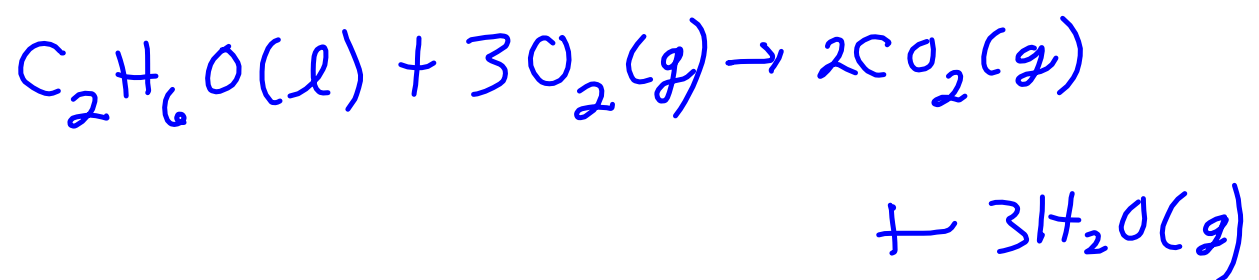 C₂H₆O(l) + 3O₂(g) → 2CO₂(g)
+ 3H₂O(g)